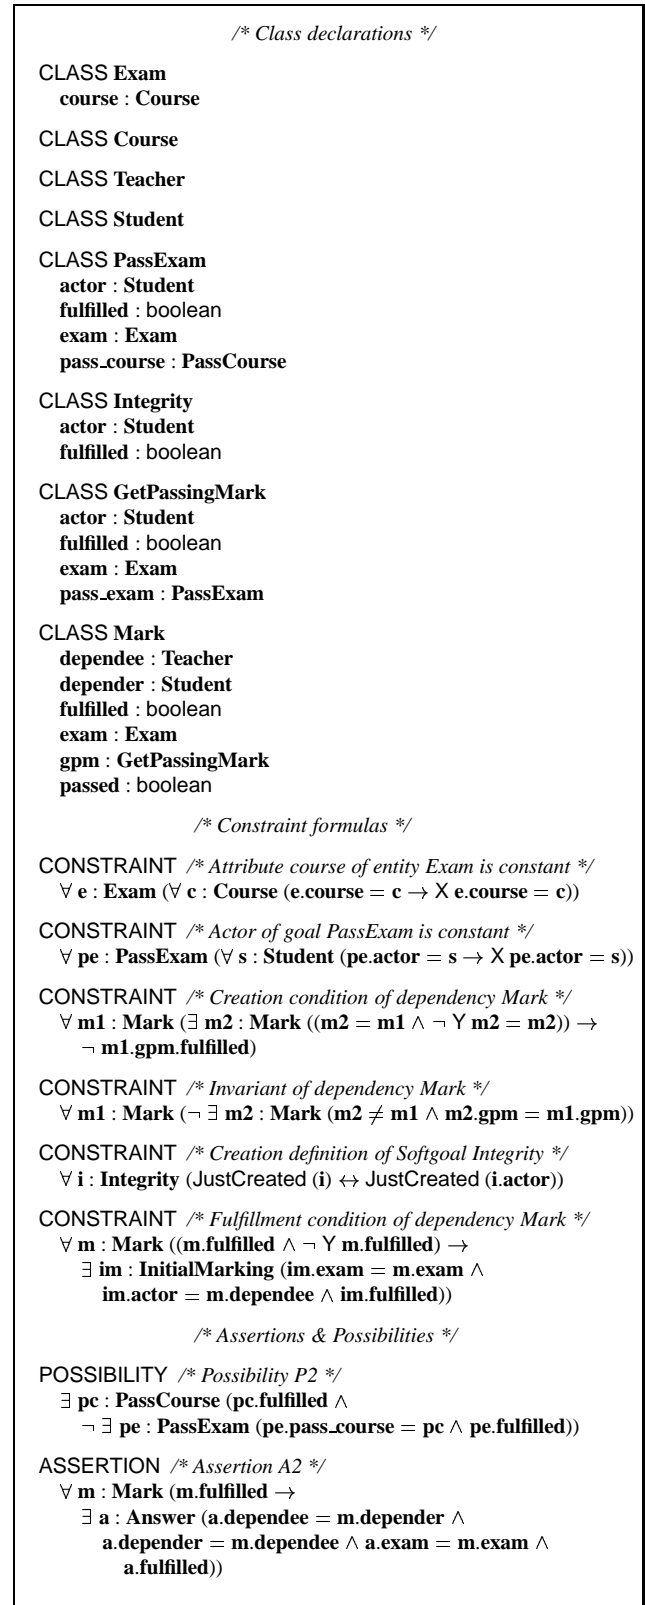 /* Class declarations */
CLASS Exam
course : Course
CLASS Course
CLASS Teacher
CLASS Student
CLASS PassExam
actor : Student
fulfilled : boolean
exam : Exam
pass_course : PassCourse
CLASS Integrity
actor : Student
fulfilled : boolean
CLASS GetPassingMark
actor : Student
fulfilled : boolean
exam : Exam
pass_exam : PassExam
CLASS Mark
dependee : Teacher
depender : Student
fulfilled : boolean
exam : Exam
gpm : GetPassingMark
passed : boolean
/* Constraint formulas */
CONSTRAINT /* Attribute course of entity Exam is constant */
∀ e : Exam (∀ c : Course (e.course = c → X e.course = c))
CONSTRAINT /* Actor of goal PassExam is constant */
∀ pe : PassExam (∀ s : Student (pe.actor = s → X pe.actor = s))
CONSTRAINT /* Creation condition of dependency Mark */
∀ m1 : Mark (∃ m2 : Mark ((m2 = m1 ∧ ¬ Y m2 = m2)) →
¬ m1.gpm.fulfilled)
CONSTRAINT /* Invariant of dependency Mark */
∀ m1 : Mark (¬ ∃ m2 : Mark (m2 ≠ m1 ∧ m2.gpm = m1.gpm))
CONSTRAINT /* Creation definition of Softgoal Integrity */
∀ i : Integrity (JustCreated (i) ↔ JustCreated (i.actor))
CONSTRAINT /* Fulfillment condition of dependency Mark */
∀ m : Mark ((m.fulfilled ∧ ¬ Y m.fulfilled) →
∃ im : InitialMarking (im.exam = m.exam ∧
im.actor = m.dependee ∧ im.fulfilled))
/* Assertions & Possibilities */
POSSIBILITY /* Possibility P2 */
∃ pc : PassCourse (pc.fulfilled ∧
¬ ∃ pe : PassExam (pe.pass_course = pc ∧ pe.fulfilled))
ASSERTION /* Assertion A2 */
∀ m : Mark (m.fulfilled →
∃ a : Answer (a.dependee = m.depender ∧
a.depender = m.dependee ∧ a.exam = m.exam ∧
a.fulfilled))